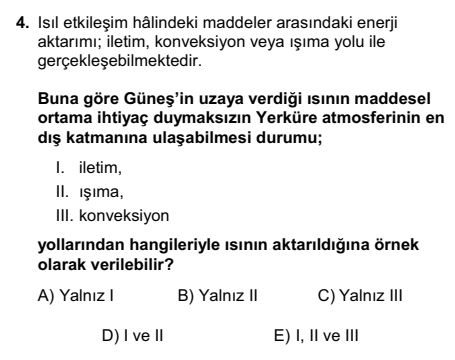 4. Isıl etkileşim hâlindeki maddeler arasındaki enerji
aktarımı; iletim, konveksiyon veya ışıma yolu ile
gerçekleşebilmektedir.
Buna göre Güneş’in uzaya verdiği ısının maddesel
ortama ihtiyaç duymaksızın Yerküre atmosferinin en
dış katmanına ulaşabilmesi durumu;
I. iletim,
II. ışıma,
III. konveksiyon
yollarından hangileriyle ısının aktarıldığına örnek
olarak verilebilir?
A) Yalnız I B) Yalnız II C) Yalnız III
D) I ve II E) I, II ve III